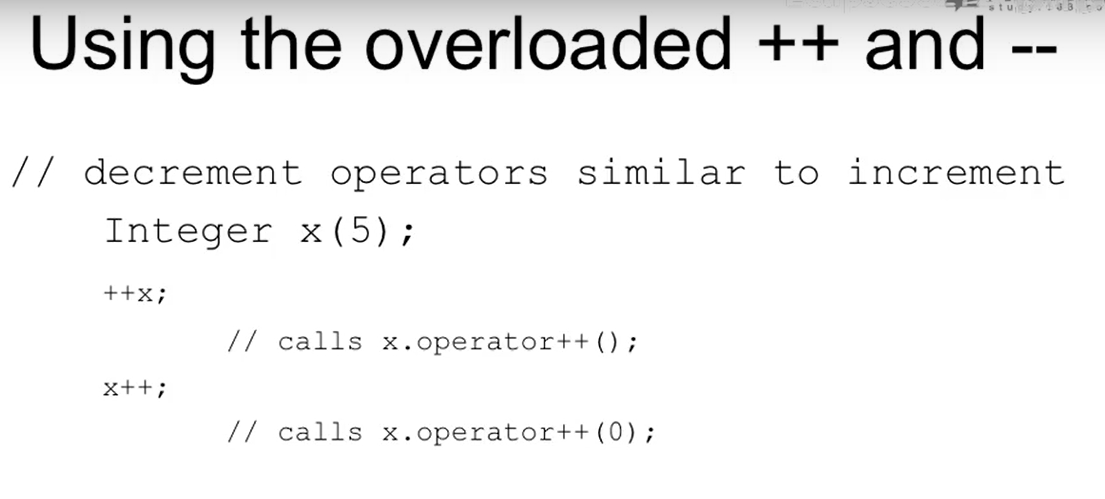 Using the overloaded ++ and --
// decrement operators similar to increment
Integer x(5);
++x;
// calls x.operator++();
x++;
// calls x.operator++(0);